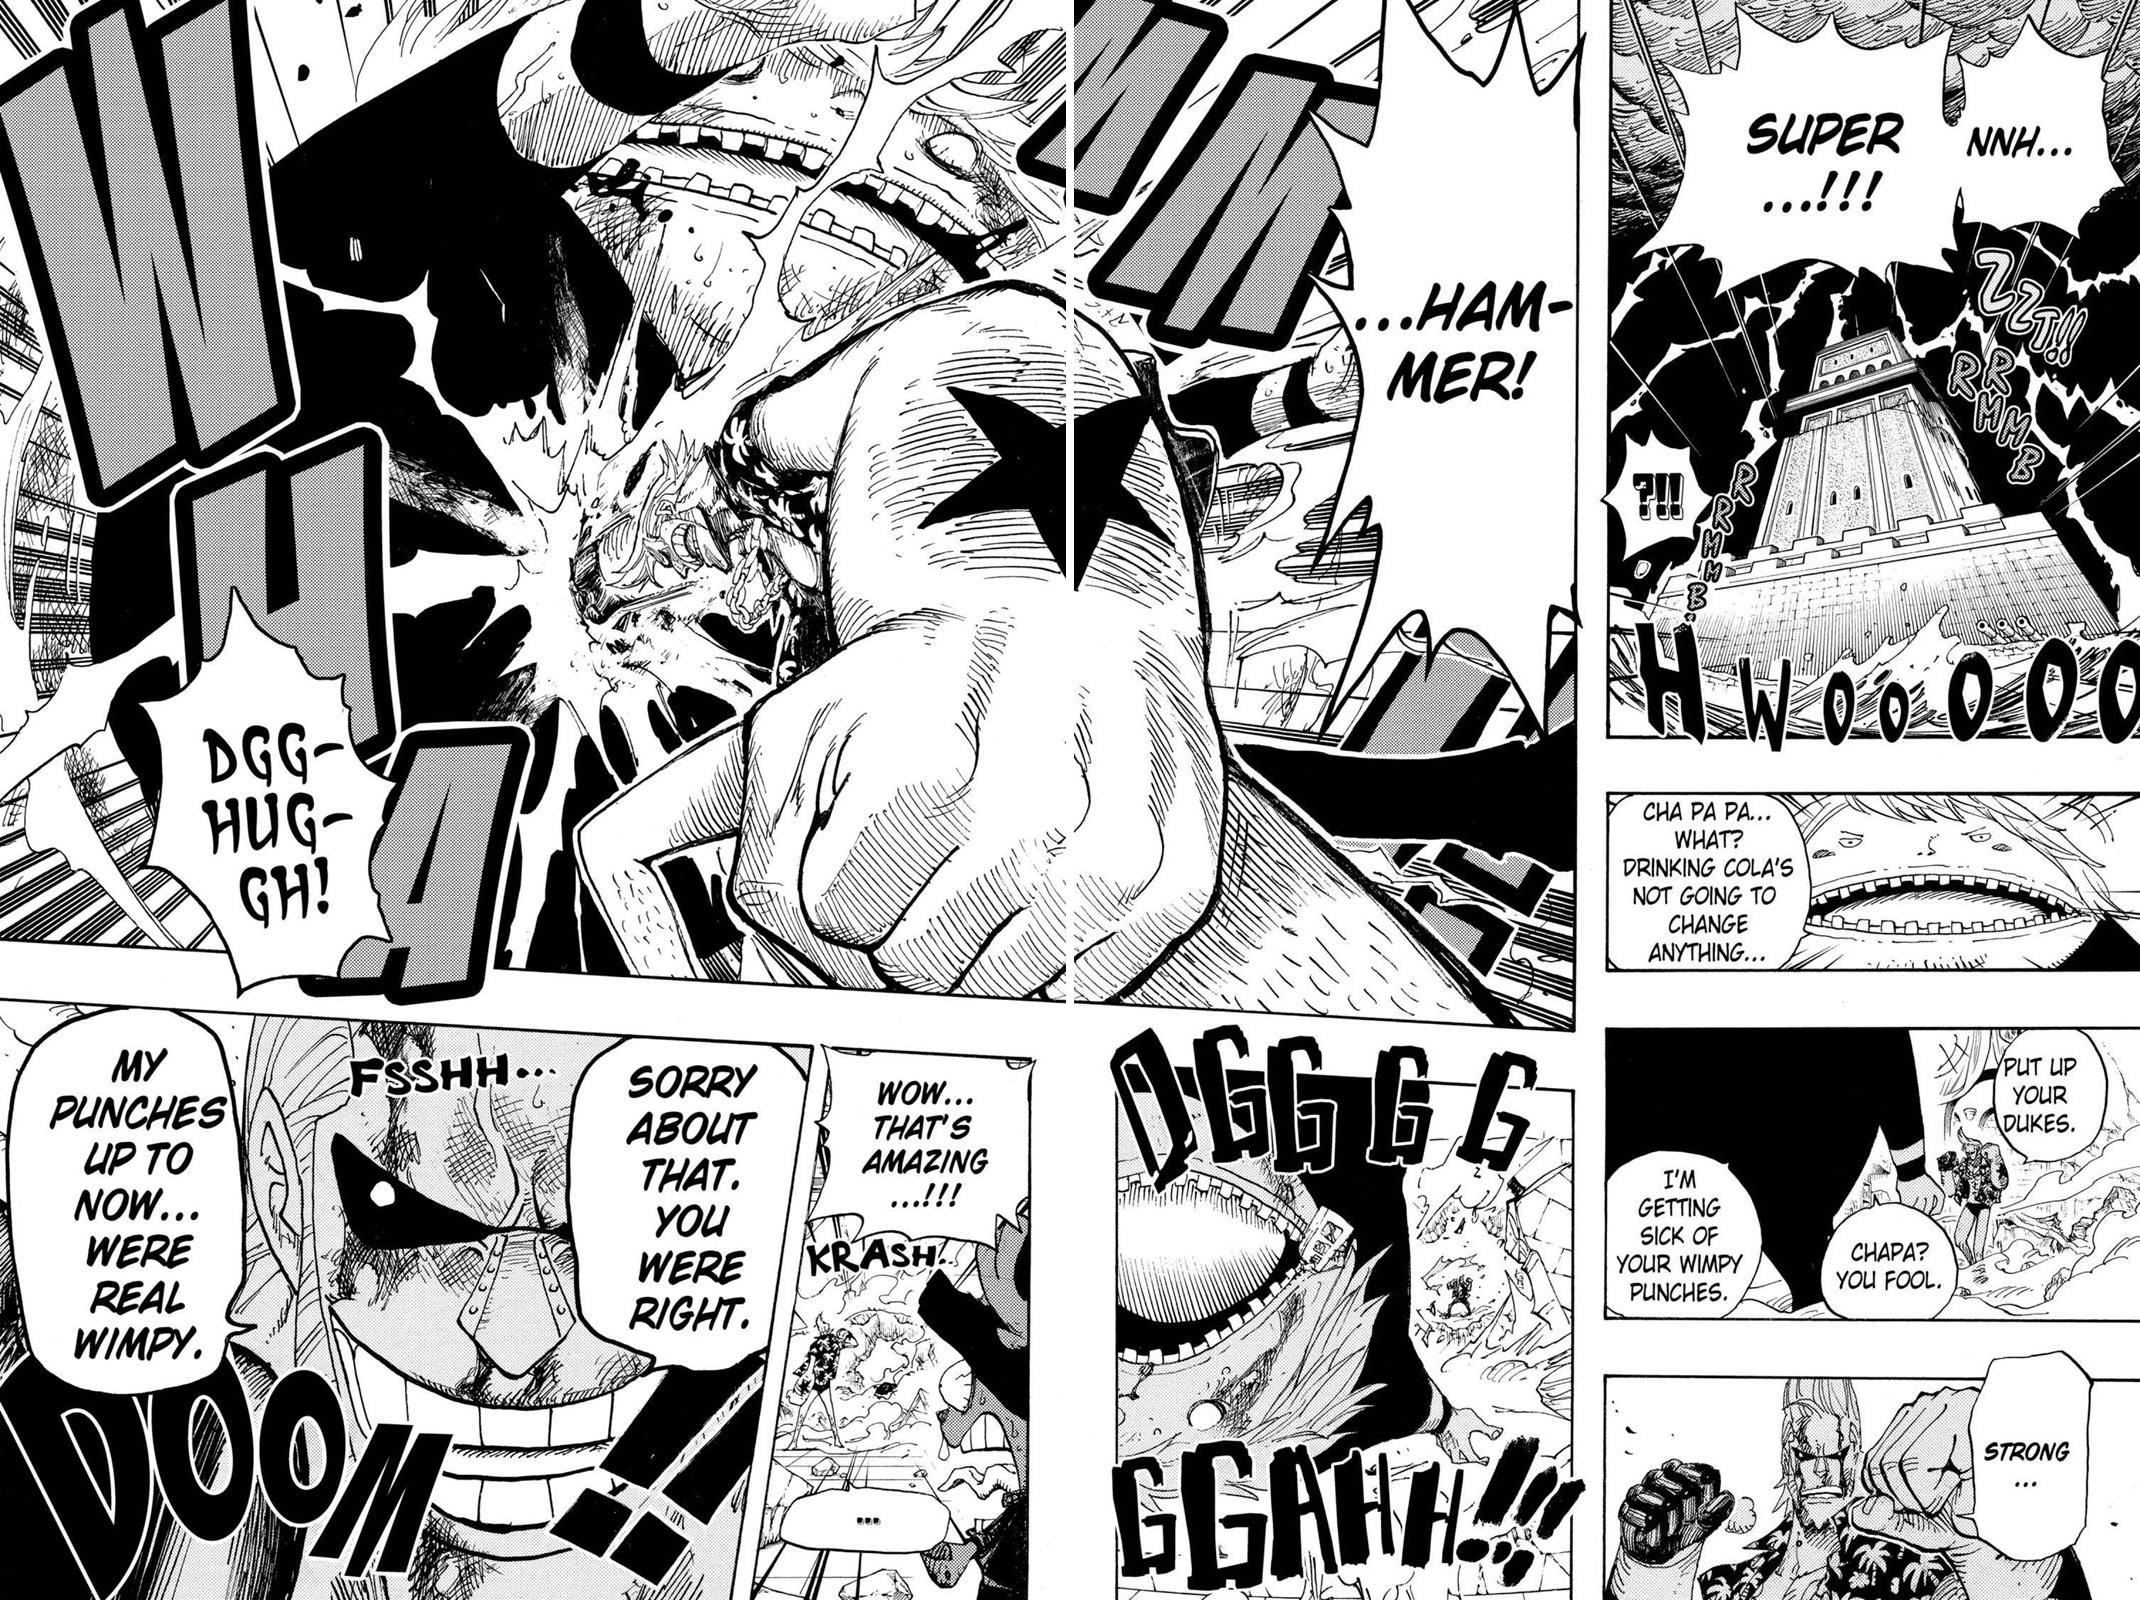 NNH...
SUPER
...!!!
ZZT!!
RRMMB
?!!
RRMMB
HWOOOOOO
CHA PA PA...
WHAT?
DRINKING COLA'S
NOT GOING TO
CHANGE
ANYTHING...
PUT UP
YOUR
DUKES.
CHAPA?
YOU FOOL.
I'M
GETTING
SICK OF
YOUR WIMPY
PUNCHES.
STRONG
...
...HAM-
MER!
WHAM
DGG-
HUG-
GH!
DGGGG
GGAHH!!!
WOW...
THAT'S
AMAZING
...!!!
KRASH..
...
SORRY
ABOUT
THAT.
YOU
WERE
RIGHT.
FSSHH...
MY
PUNCHES
UP TO
NOW...
WERE
REAL
WIMPY.
DOOM!!